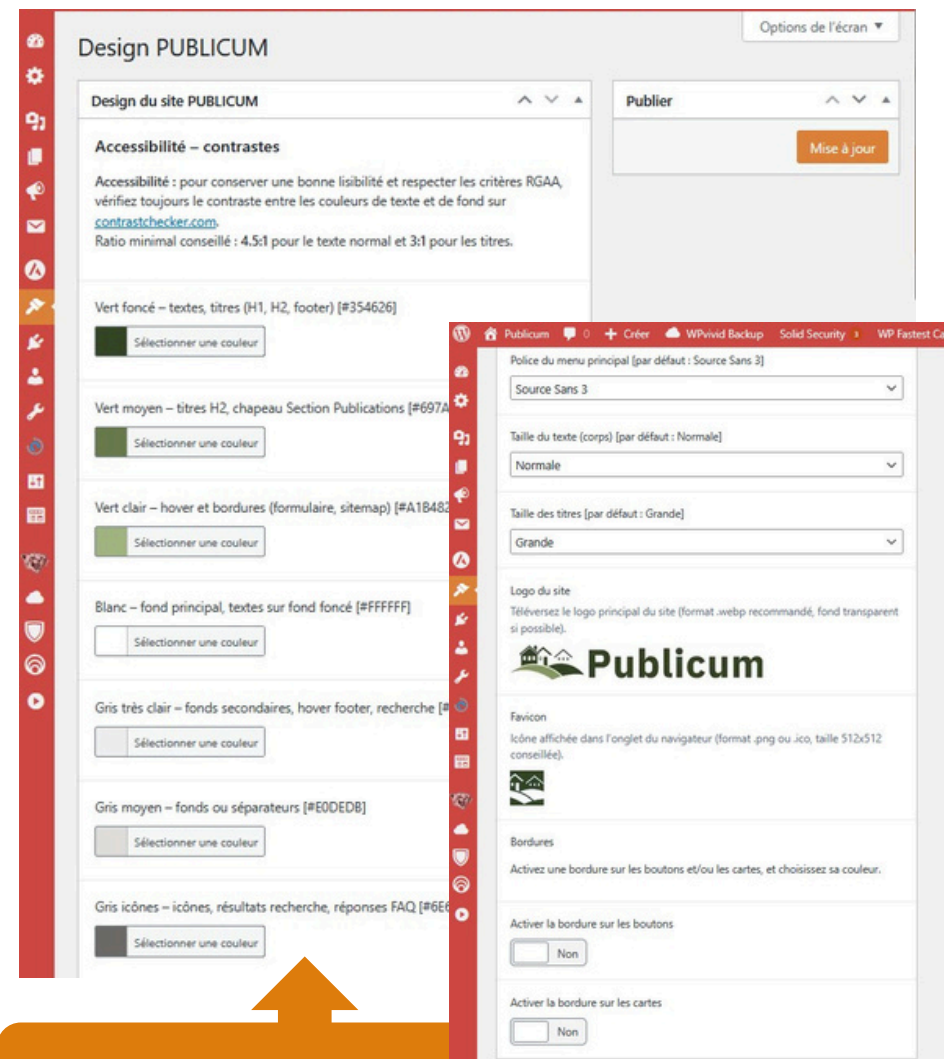 Options de l'écran ▼
Design PUBLICUM
Design du site PUBLICUM
Publier
Mise à jour
Accessibilité – contrastes
Accessibilité : pour conserver une bonne lisibilité et respecter les critères RGAA,
vérifiez toujours le contraste entre les couleurs de texte et de fond sur
contrastchecker.com.
Ratio minimal conseillé : 4.5:1 pour le texte normal et 3:1 pour les titres.
Vert foncé – textes, titres (H1, H2, footer) [#354626]
Sélectionner une couleur
Vert moyen – titres H2, chapeau Section Publications [#697A
Sélectionner une couleur
Vert clair – hover et bordures (formulaire, sitemap) [#A1B482
Sélectionner une couleur
Blanc – fond principal, textes sur fond foncé [#FFFFFF]
Sélectionner une couleur
Gris très clair – fonds secondaires, hover footer, recherche [#
Sélectionner une couleur
Gris moyen – fonds ou séparateurs [#E0DEDB]
Sélectionner une couleur
Gris icônes – icônes, résultats recherche, réponses FAQ [#6E6
Sélectionner une couleur
Publicum 0 + Créer WPvivid Backup Solid Security WP Fastest Ca
Police du menu principal [par défaut : Source Sans 3]
Source Sans 3
Taille du texte (corps) [par défaut : Normale]
Normale
Taille des titres [par défaut : Grande]
Grande
Logo du site
Téléversez le logo principal du site (format .webp recommandé, fond transparent
si possible).
Publicum
Favicon
Icône affichée dans l'onglet du navigateur (format .png ou .ico, taille 512x512
conseillée).
Bordures
Activez une bordure sur les boutons et/ou les cartes, et choisissez sa couleur.
Activer la bordure sur les boutons
Non
Activer la bordure sur les cartes
Non